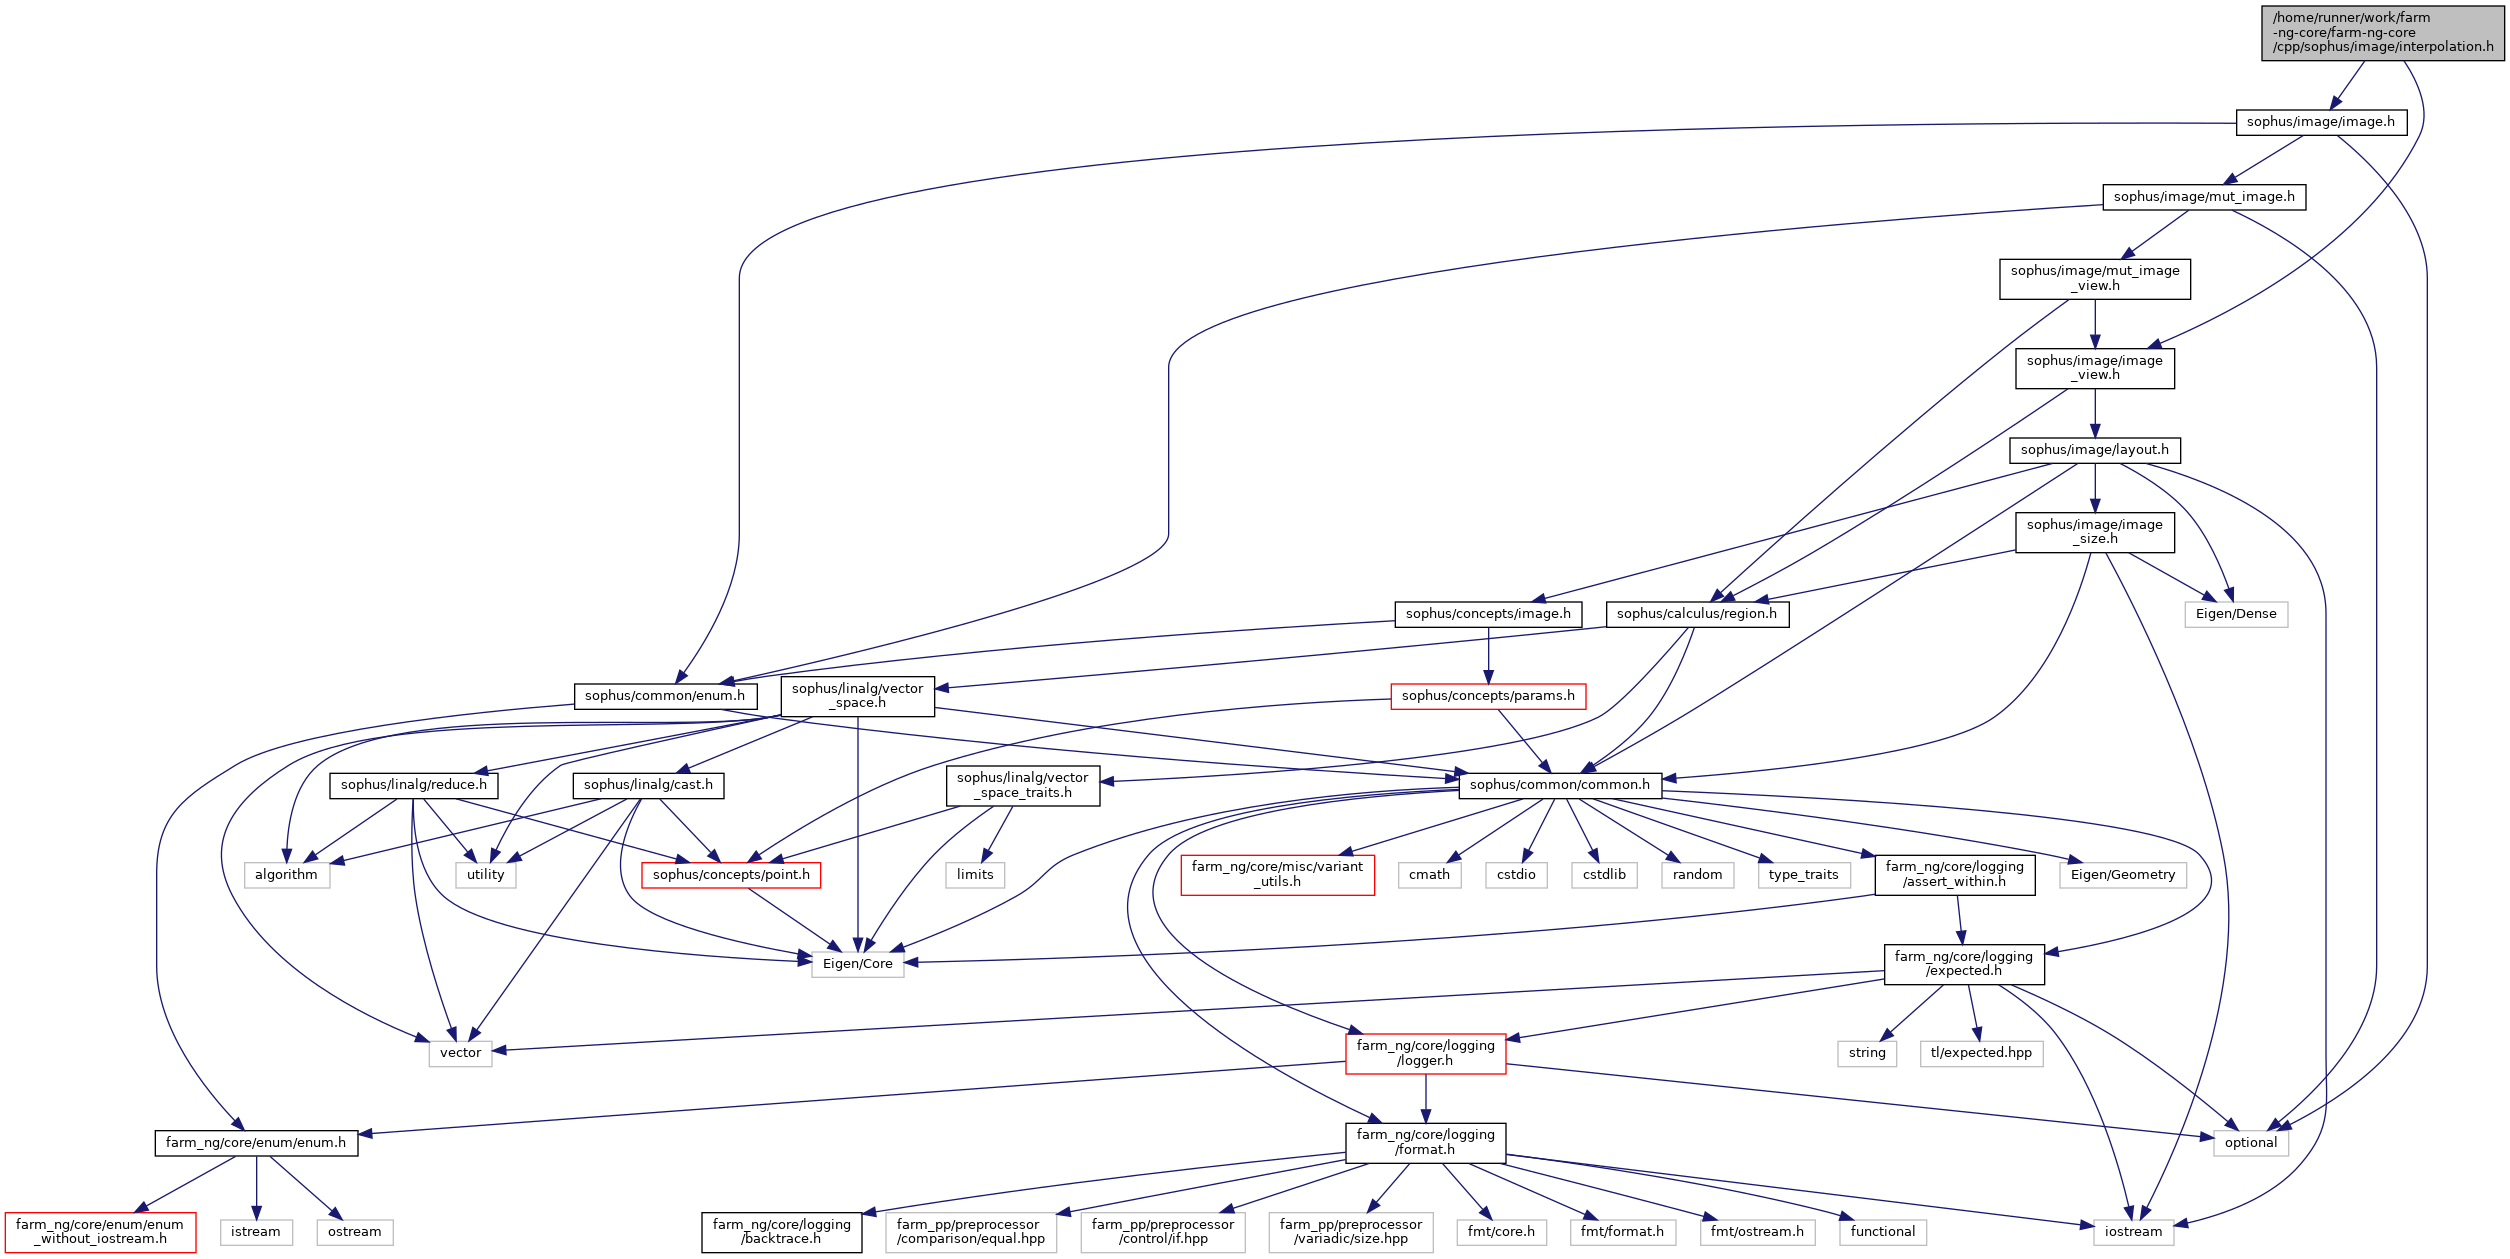 /home/runner/work/farm
-ng-core/farm-ng-core
/cpp/sophus/image/interpolation.h
sophus/image/image.h
sophus/image/mut_image.h
sophus/image/mut_image
_view.h
sophus/image/image
_view.h
sophus/image/layout.h
sophus/image/image
_size.h
sophus/concepts/image.h
sophus/calculus/region.h
Eigen/Dense
sophus/common/enum.h
sophus/linalg/vector
_space.h
sophus/concepts/params.h
sophus/linalg/reduce.h
sophus/linalg/cast.h
sophus/linalg/vector
_space_traits.h
sophus/common/common.h
algorithm
utility
sophus/concepts/point.h
limits
farm_ng/core/misc/variant
_utils.h
cmath
cstdio
cstdlib
random
type_traits
farm_ng/core/logging
/assert_within.h
Eigen/Geometry
Eigen/Core
farm_ng/core/logging
/expected.h
vector
farm_ng/core/logging
/logger.h
string
tl/expected.hpp
farm_ng/core/enum/enum.h
farm_ng/core/logging
/format.h
optional
farm_ng/core/enum/enum
_without_iostream.h
istream
ostream
farm_ng/core/logging
/backtrace.h
farm_pp/preprocessor
/comparison/equal.hpp
farm_pp/preprocessor
/control/if.hpp
farm_pp/preprocessor
/variadic/size.hpp
fmt/core.h
fmt/format.h
fmt/ostream.h
functional
iostream